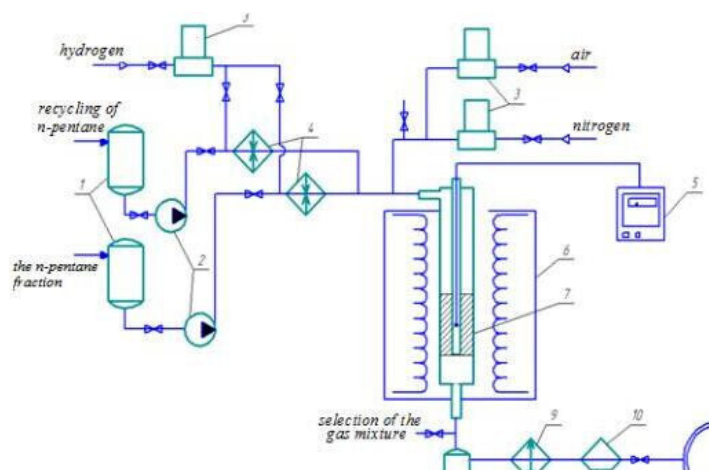 3
hydrogen
air
recycling of
n-pentane
3
4
nitrogen
1
5
2
6
the n-pentane
fraction
7
selection of the
gas mixture
9
10